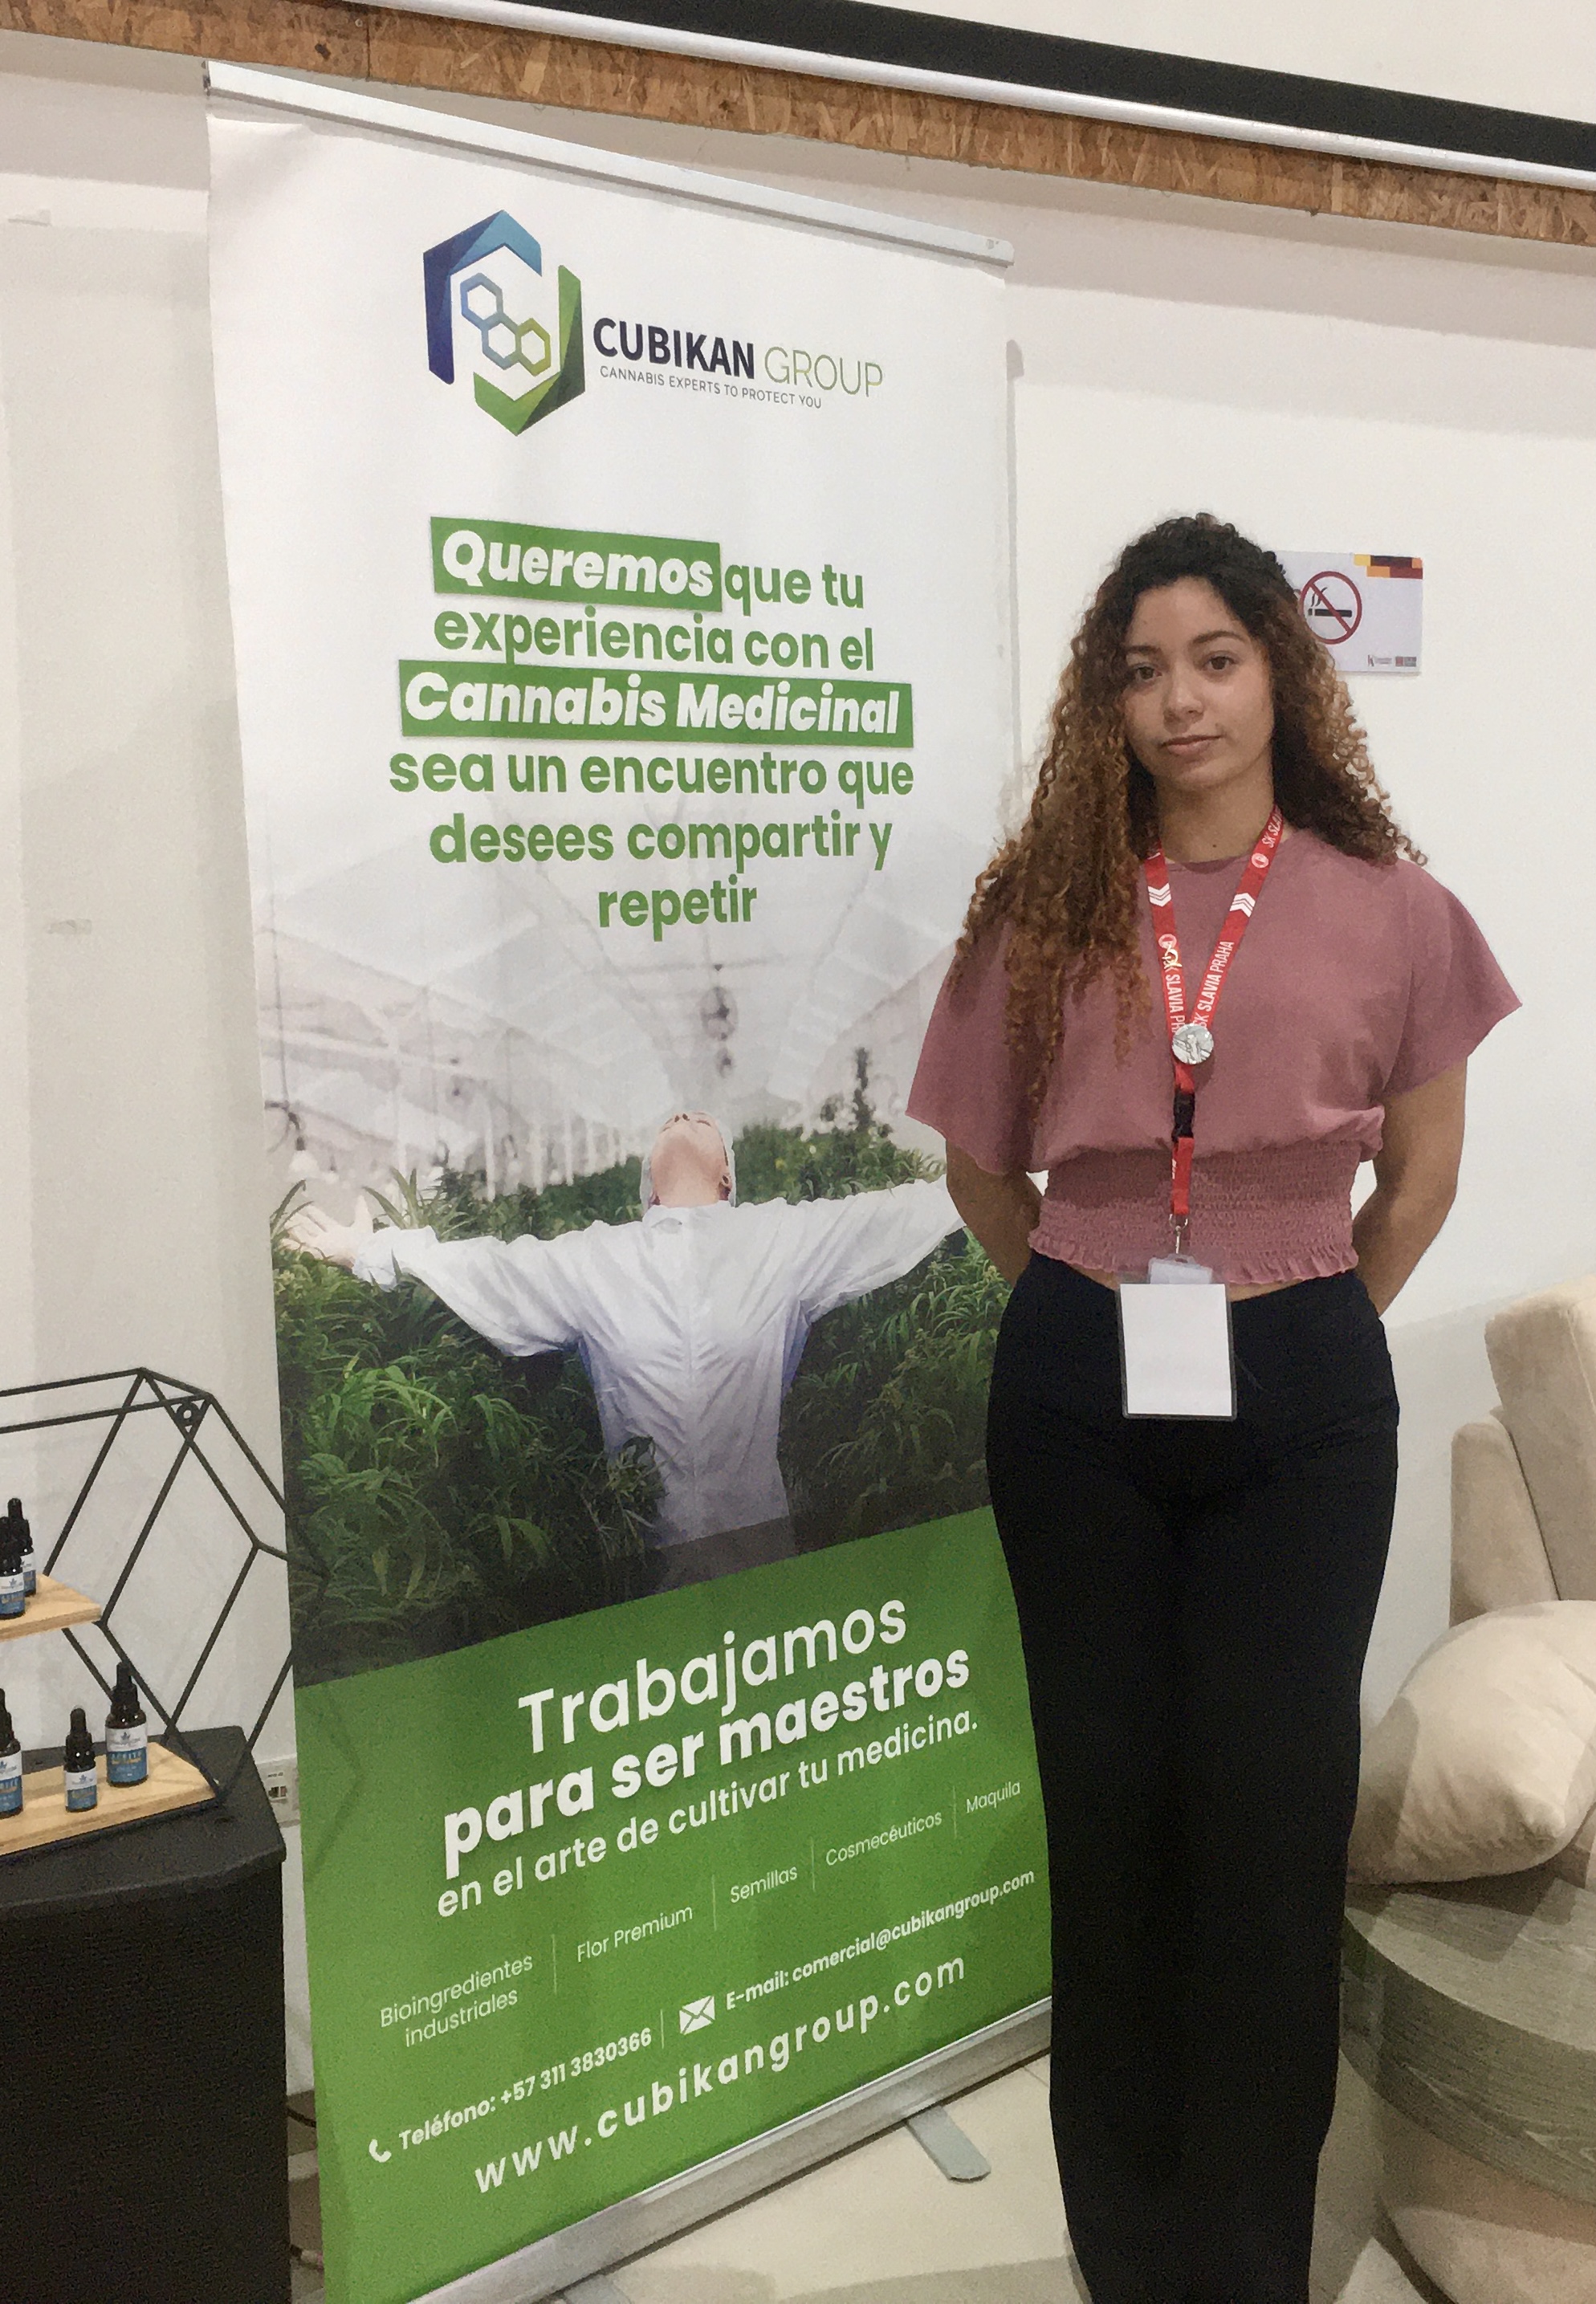 CUBIKAN GROUP
CANNABIS EXPERTS TO PROTECT YOU
Queremos que tu
experiencia con el
Cannabis Medicinal
sea un encuentro que
desees compartir y
repetir
Trabajamos
para ser maestros
en el arte de cultivar tu medicina.
Bioingredientes
industriales
Flor Premium
Semillas
Cosmecéuticos
Maquila
Teléfono: +57 311 3830366
E-mail: comercial@cubikangroup.com
www.cubikangroup.com
SK SLAVIA PRAHA